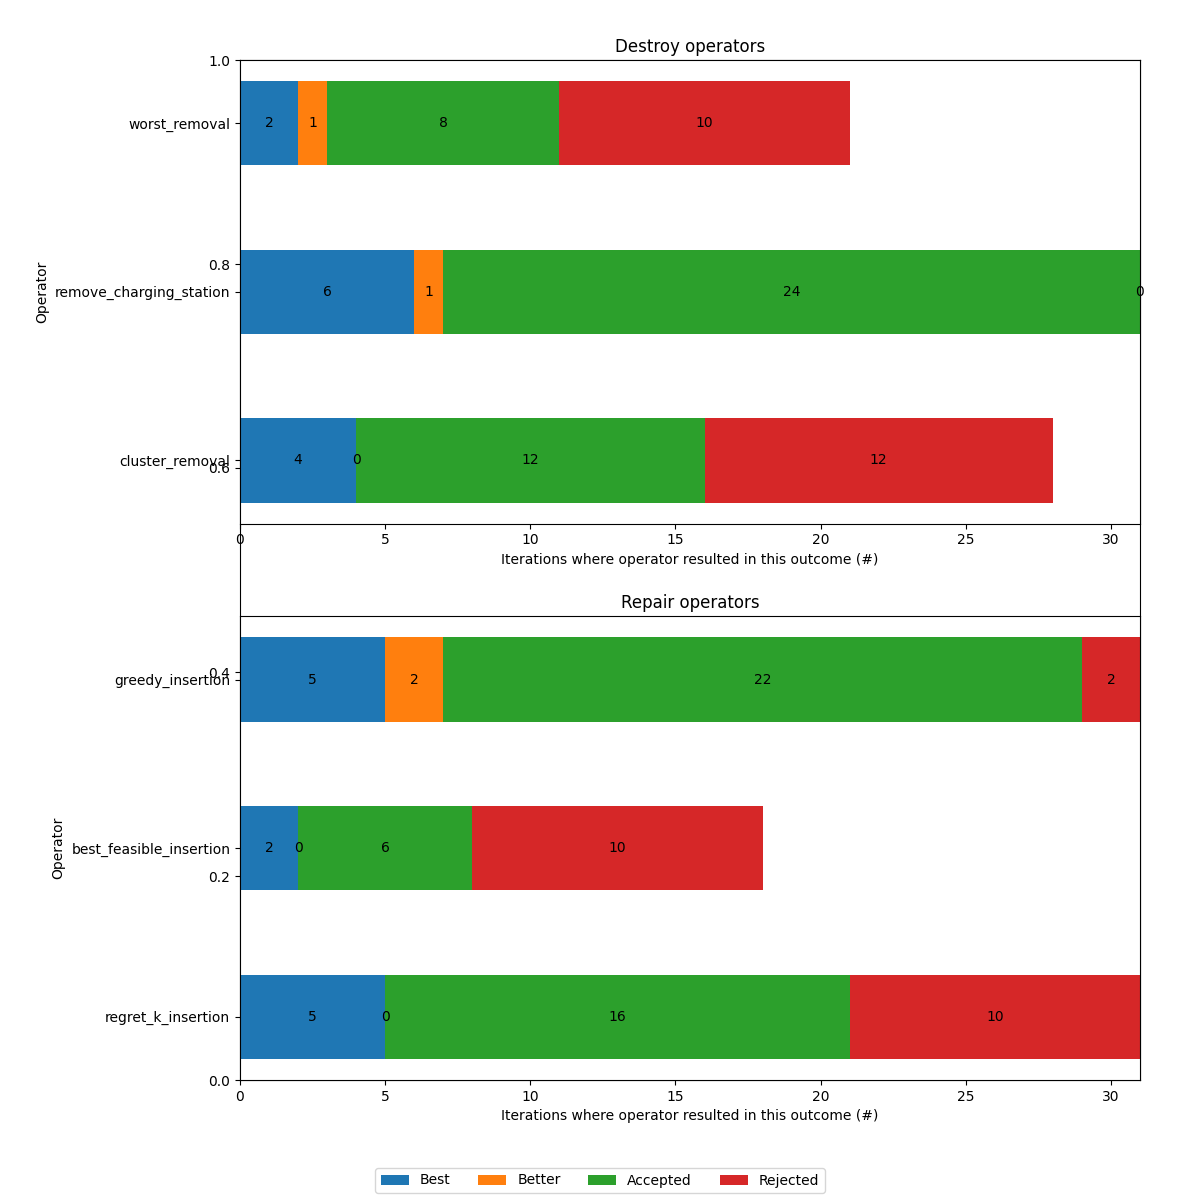 Destroy operators
1.0
worst_removal 2 1 8 10
0.8
Operator
remove_charging_station 6 1 24 0
cluster_removal 4 0 12 12
0.6
0 5 10 15 20 25 30
Iterations where operator resulted in this outcome (#)
Repair operators
0.4
greedy_insertion 5 2 22 2
Operator
best_feasible_insertion 2 0 6 10
0.2
regret_k_insertion 5 0 16 10
0.0
0 5 10 15 20 25 30
Iterations where operator resulted in this outcome (#)
Best Better Accepted Rejected